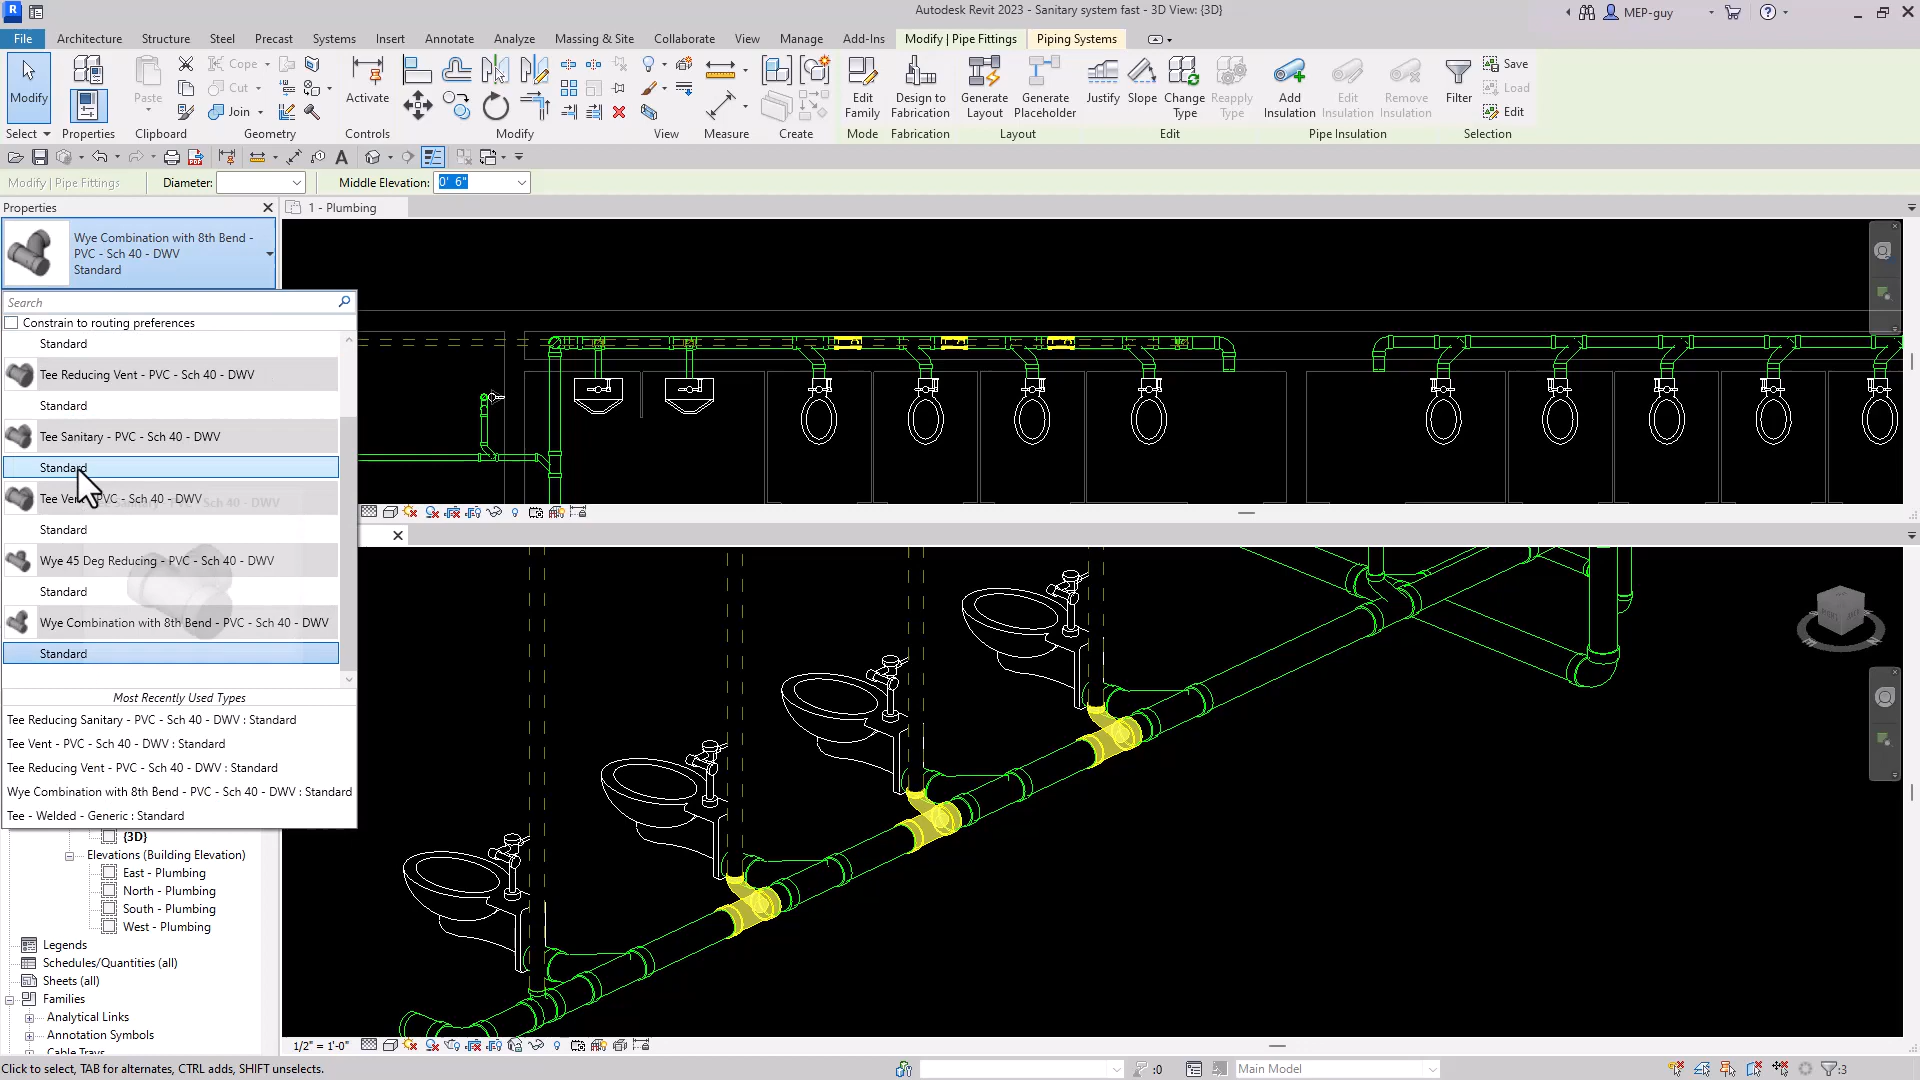 R
Autodesk Revit 2023 - Sanitary system fast - 3D View: {3D}
MEP-guy
File
Architecture
Structure
Steel
Precast
Systems
Insert
Annotate
Analyze
Massing & Site
Collaborate
View
Manage
Add-Ins
Modify | Pipe Fittings
Piping Systems
Modify
Paste
Cope
Cut
Join
Activate
Edit
Family
Design to
Fabrication
Generate
Layout
Generate
Placeholder
Justify
Slope
Change
Type
Reapply
Type
Add
Insulation
Edit
Insulation
Remove
Insulation
Filter
Save
Load
Edit
Select
Properties
Clipboard
Geometry
Controls
Modify
View
Measure
Create
Mode
Fabrication
Layout
Edit
Pipe Insulation
Selection
Modify | Pipe Fittings
Diameter:
Middle Elevation:
0' 6"
Properties
1 - Plumbing
Wye Combination with 8th Bend -
PVC - Sch 40 - DWV
Standard
Search
Constrain to routing preferences
Standard
Tee Reducing Vent - PVC - Sch 40 - DWV
Standard
Tee Sanitary - PVC - Sch 40 - DWV
Standard
Tee Vent - PVC - Sch 40 - DWV
Standard
Wye 45 Deg Reducing - PVC - Sch 40 - DWV
Standard
Wye Combination with 8th Bend - PVC - Sch 40 - DWV
Standard
Most Recently Used Types
Tee Reducing Sanitary - PVC - Sch 40 - DWV : Standard
Tee Vent - PVC - Sch 40 - DWV : Standard
Tee Reducing Vent - PVC - Sch 40 - DWV : Standard
Wye Combination with 8th Bend - PVC - Sch 40 - DWV : Standard
Tee - Welded - Generic : Standard
{3D}
Elevations (Building Elevation)
East - Plumbing
North - Plumbing
South - Plumbing
West - Plumbing
Legends
Schedules/Quantities (all)
Sheets (all)
Families
Analytical Links
Annotation Symbols
Cable Trays
1/2" = 1'-0"
Click to select, TAB for alternates, CTRL adds, SHIFT unselects.
:0
Main Model
:3